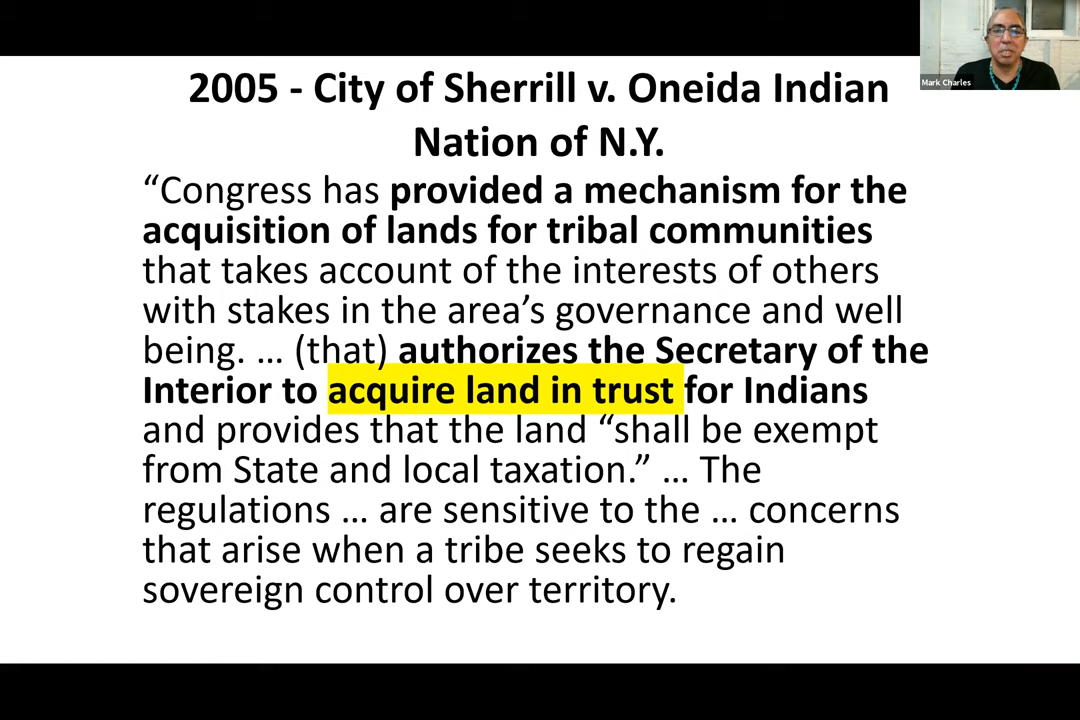 Mark Charles
2005 - City of Sherrill v. Oneida Indian
Nation of N.Y.
“Congress has provided a mechanism for the
acquisition of lands for tribal communities
that takes account of the interests of others
with stakes in the area’s governance and well
being. … (that) authorizes the Secretary of the
Interior to acquire land in trust for Indians
and provides that the land “shall be exempt
from State and local taxation.” … The
regulations … are sensitive to the … concerns
that arise when a tribe seeks to regain
sovereign control over territory.